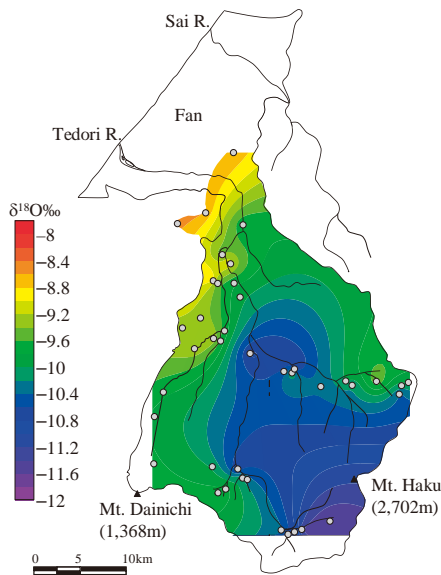 Sai R.
Fan
Tedori R.
δ18O‰
−8
−8.4
−8.8
−9.2
−9.6
−10
−10.4
−10.8
−11.2
−11.6
−12
Mt. Dainichi
(1,368m)
Mt. Haku
(2,702m)
0 5 10km